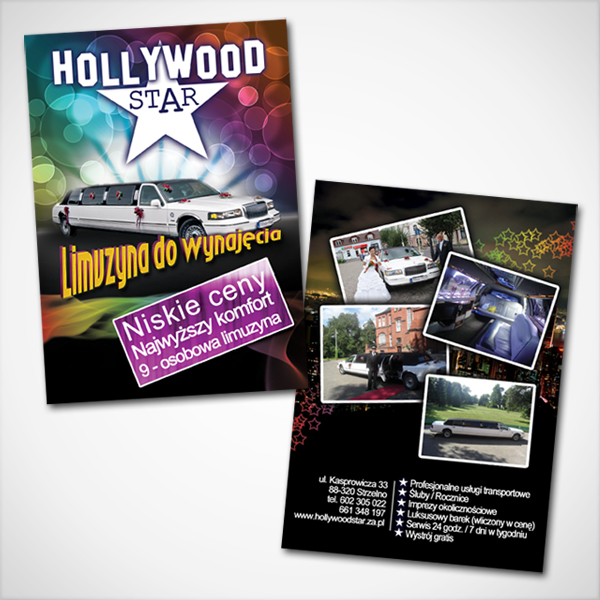 HOLLYWOOD
STAR
Limuzyna do Wynajęcia
Niskie ceny
Najwyższy komfort
9 - osobowa limuzyna
ul. Kasprowicza 33
88-320 Strzelno
tel. 602 305 022
661 348 197
www.hollywoodstar.za.pl
Profesjonalne usługi transportowe
Śluby / Rocznice
Imprezy okolicznościowe
Luksusowy barek (wliczony w cenę)
Serwis 24 godz. / 7 dni w tygodniu
Wystrój gratis